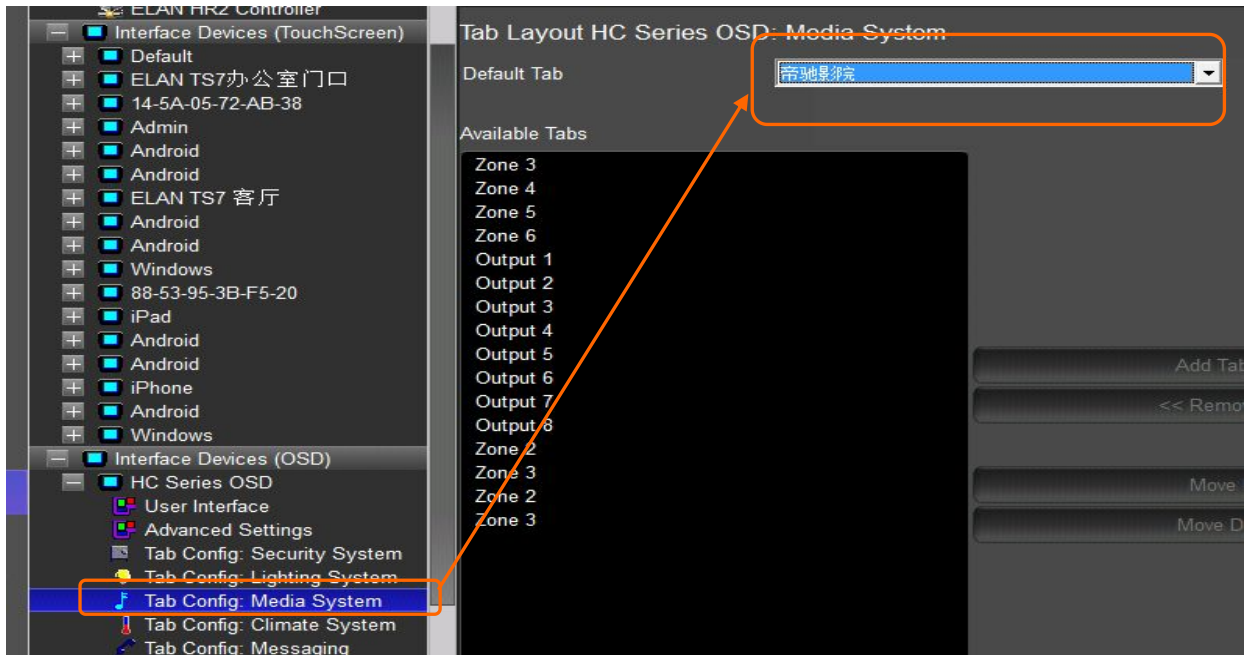 ELAN HR2 Controller
Interface Devices (TouchScreen)
Default
ELAN TS7办公室门口
14-5A-05-72-AB-38
Admin
Android
Android
ELAN TS7 客厅
Android
Android
Windows
88-53-95-3B-F5-20
iPad
Android
Android
iPhone
Android
Windows
Interface Devices (OSD)
HC Series OSD
User Interface
Advanced Settings
Tab Config: Security System
Tab Config: Lighting System
Tab Config: Media System
Tab Config: Climate System
Tab Config: Messaging
Tab Layout HC Series OSD: Media System
Default Tab
帝驰影院
Available Tabs
Zone 3
Zone 4
Zone 5
Zone 6
Output 1
Output 2
Output 3
Output 4
Output 5
Output 6
Output 7
Output 8
Zone 2
Zone 3
Zone 2
Zone 3
Add Tab
<< Remov
Move
Move D